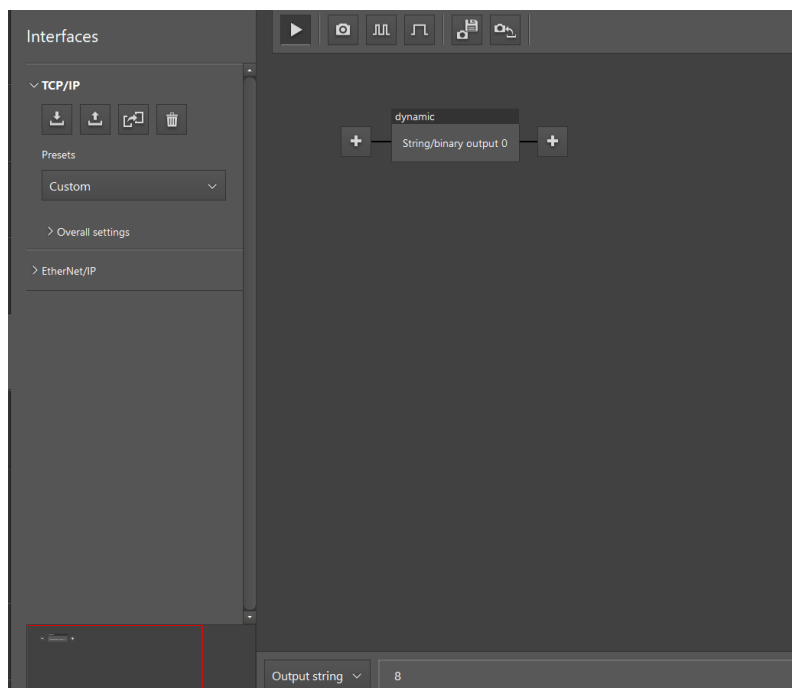 Interfaces
TCP/IP
Presets
Custom
Overall settings
EtherNet/IP
dynamic
String/binary output 0
Output string
8